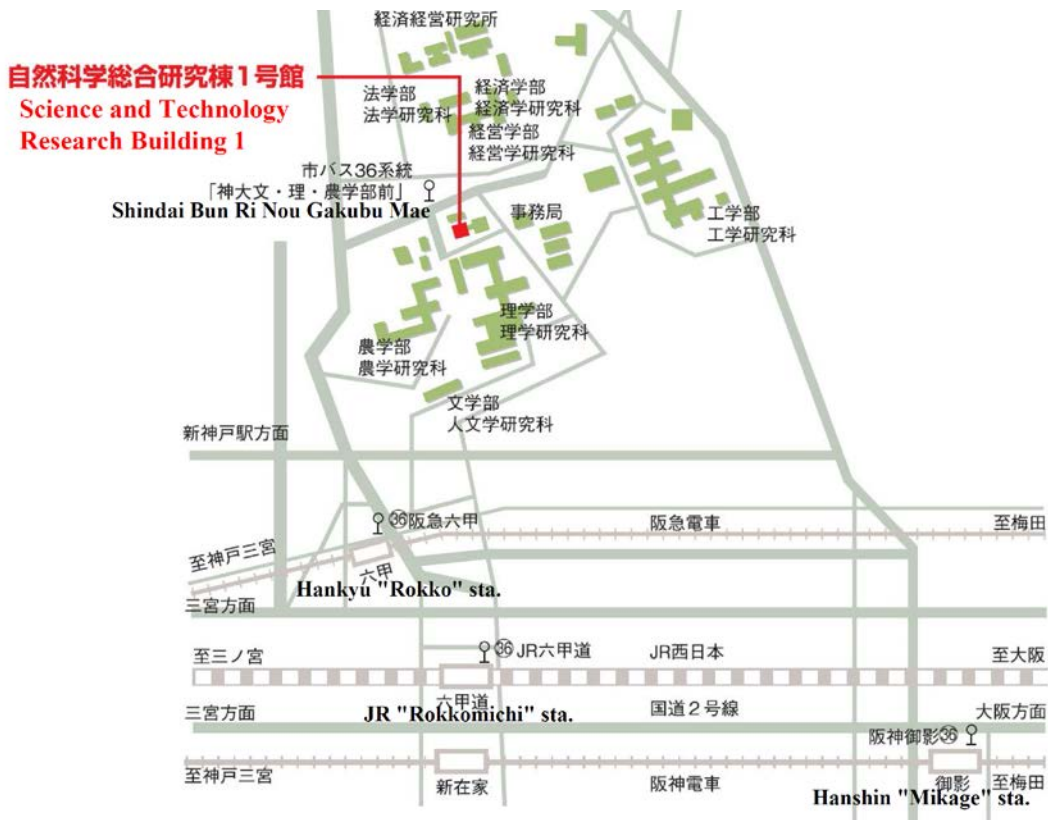 経済経営研究所
自然科学総合研究棟1号館
Science and Technology
Research Building 1
法学部
法学研究科
経済学部
経済学研究科
経営学部
経営学研究科
市バス36系統
「神大文・理・農学部前」
Shindai Bun Ri Nou Gakubu Mae
事務局
工学部
工学研究科
理学部
理学研究科
農学部
農学研究科
文学部
人文学研究科
新神戸駅方面
㊱阪急六甲
阪急電車
至梅田
至神戸三宮
六甲
Hankyu "Rokko" sta.
三宮方面
㊱JR六甲道
至三ノ宮
JR西日本
至大阪
六甲道
JR "Rokkomichi" sta.
三宮方面
国道2号線
大阪方面
阪神御影㊱
至神戸三宮
新在家
阪神電車
御影
至梅田
Hanshin "Mikage" sta.